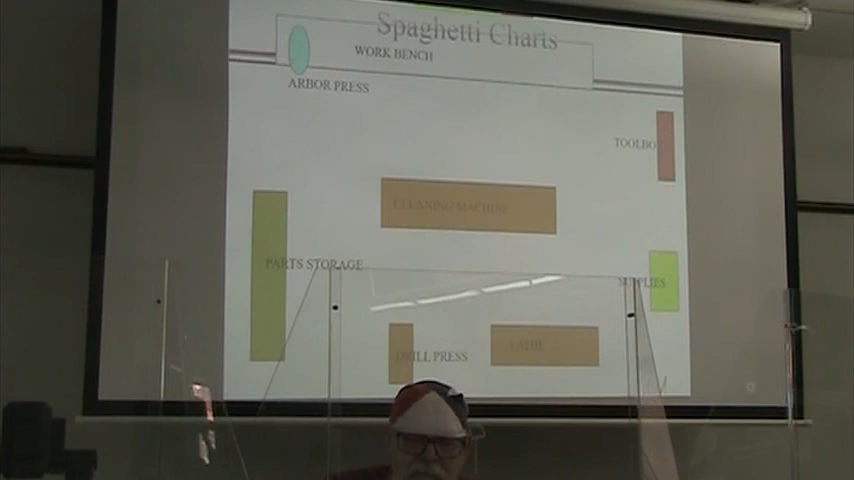 Spaghetti Charts
WORK BENCH
ARBOR PRESS
TOOLBO
CLEANING MACHINE
PARTS STORAGE
SUPPLIES
DRILL PRESS
LATHE